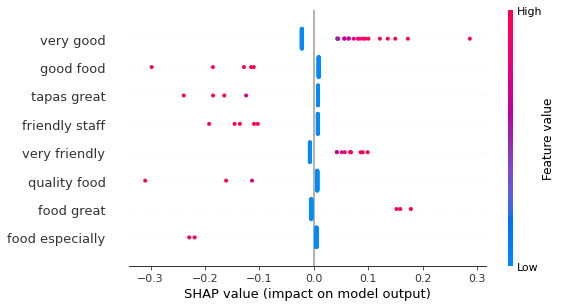 High
very good
good food
tapas great
friendly staff
very friendly
quality food
food great
food especially
Feature value
Low
−0.3 −0.2 −0.1 0.0 0.1 0.2 0.3
SHAP value (impact on model output)